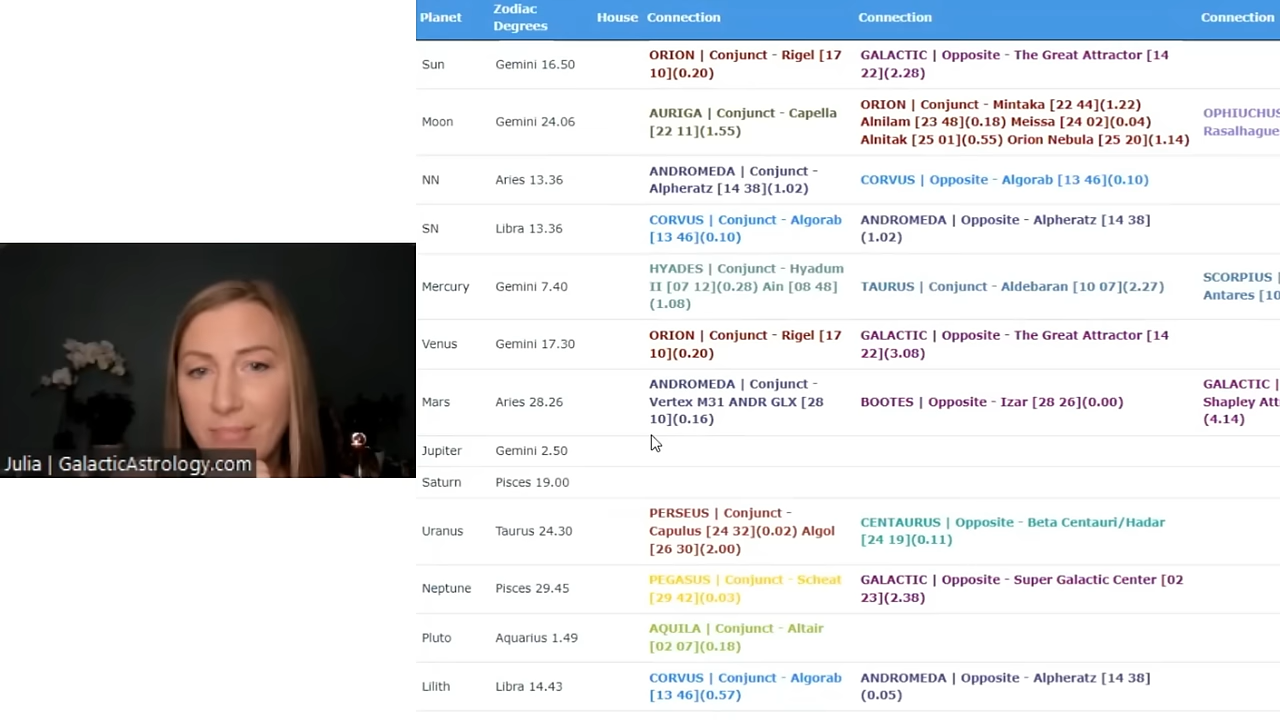 Planet
Zodiac
Degrees
House
Connection
Connection
Connection
Sun
Gemini 16.50
ORION | Conjunct - Rigel [17
10](0.20)
GALACTIC | Opposite - The Great Attractor [14
22](2.28)
Moon
Gemini 24.06
AURIGA | Conjunct - Capella
[22 11](1.55)
ORION | Conjunct - Mintaka [22 44](1.22)
Alnilam [23 48](0.18) Meissa [24 02](0.04)
Alnitak [25 01](0.55) Orion Nebula [25 20](1.14)
OPHIUCHUS
Rasalhague
NN
Aries 13.36
ANDROMEDA | Conjunct -
Alpheratz [14 38](1.02)
CORVUS | Opposite - Algorab [13 46](0.10)
SN
Libra 13.36
CORVUS | Conjunct - Algorab
[13 46](0.10)
ANDROMEDA | Opposite - Alpheratz [14 38]
(1.02)
Mercury
Gemini 7.40
HYADES | Conjunct - Hyadum
II [07 12](0.28) Ain [08 48]
(1.08)
TAURUS | Conjunct - Aldebaran [10 07](2.27)
SCORPIUS |
Antares [10
Venus
Gemini 17.30
ORION | Conjunct - Rigel [17
10](0.20)
GALACTIC | Opposite - The Great Attractor [14
22](3.08)
Mars
Aries 28.26
ANDROMEDA | Conjunct -
Vertex M31 ANDR GLX [28
10](0.16)
BOOTES | Opposite - Izar [28 26](0.00)
GALACTIC |
Shapley Att
(4.14)
Jupiter
Gemini 2.50
Saturn
Pisces 19.00
Uranus
Taurus 24.30
PERSEUS | Conjunct -
Capulus [24 32](0.02) Algol
[26 30](2.00)
CENTAURUS | Opposite - Beta Centauri/Hadar
[24 19](0.11)
Neptune
Pisces 29.45
PEGASUS | Conjunct - Scheat
[29 42](0.03)
GALACTIC | Opposite - Super Galactic Center [02
23](2.38)
Pluto
Aquarius 1.49
AQUILA | Conjunct - Altair
[02 07](0.18)
Lilith
Libra 14.43
CORVUS | Conjunct - Algorab
[13 46](0.57)
ANDROMEDA | Opposite - Alpheratz [14 38]
(0.05)
Julia | GalacticAstrology.com